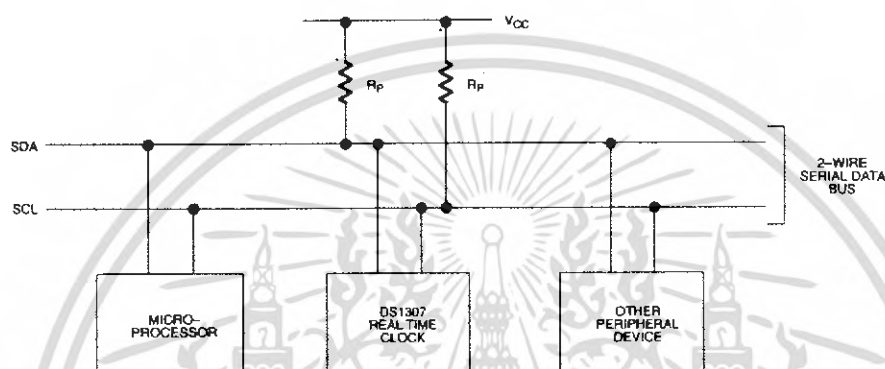 VCC
RP
RP
SDA
2-WIRE
SERIAL DATA
BUS
SCL
MICRO-
PROCESSOR
DS1307
REAL TIME
CLOCK
OTHER
PERIPHERAL
DEVICE